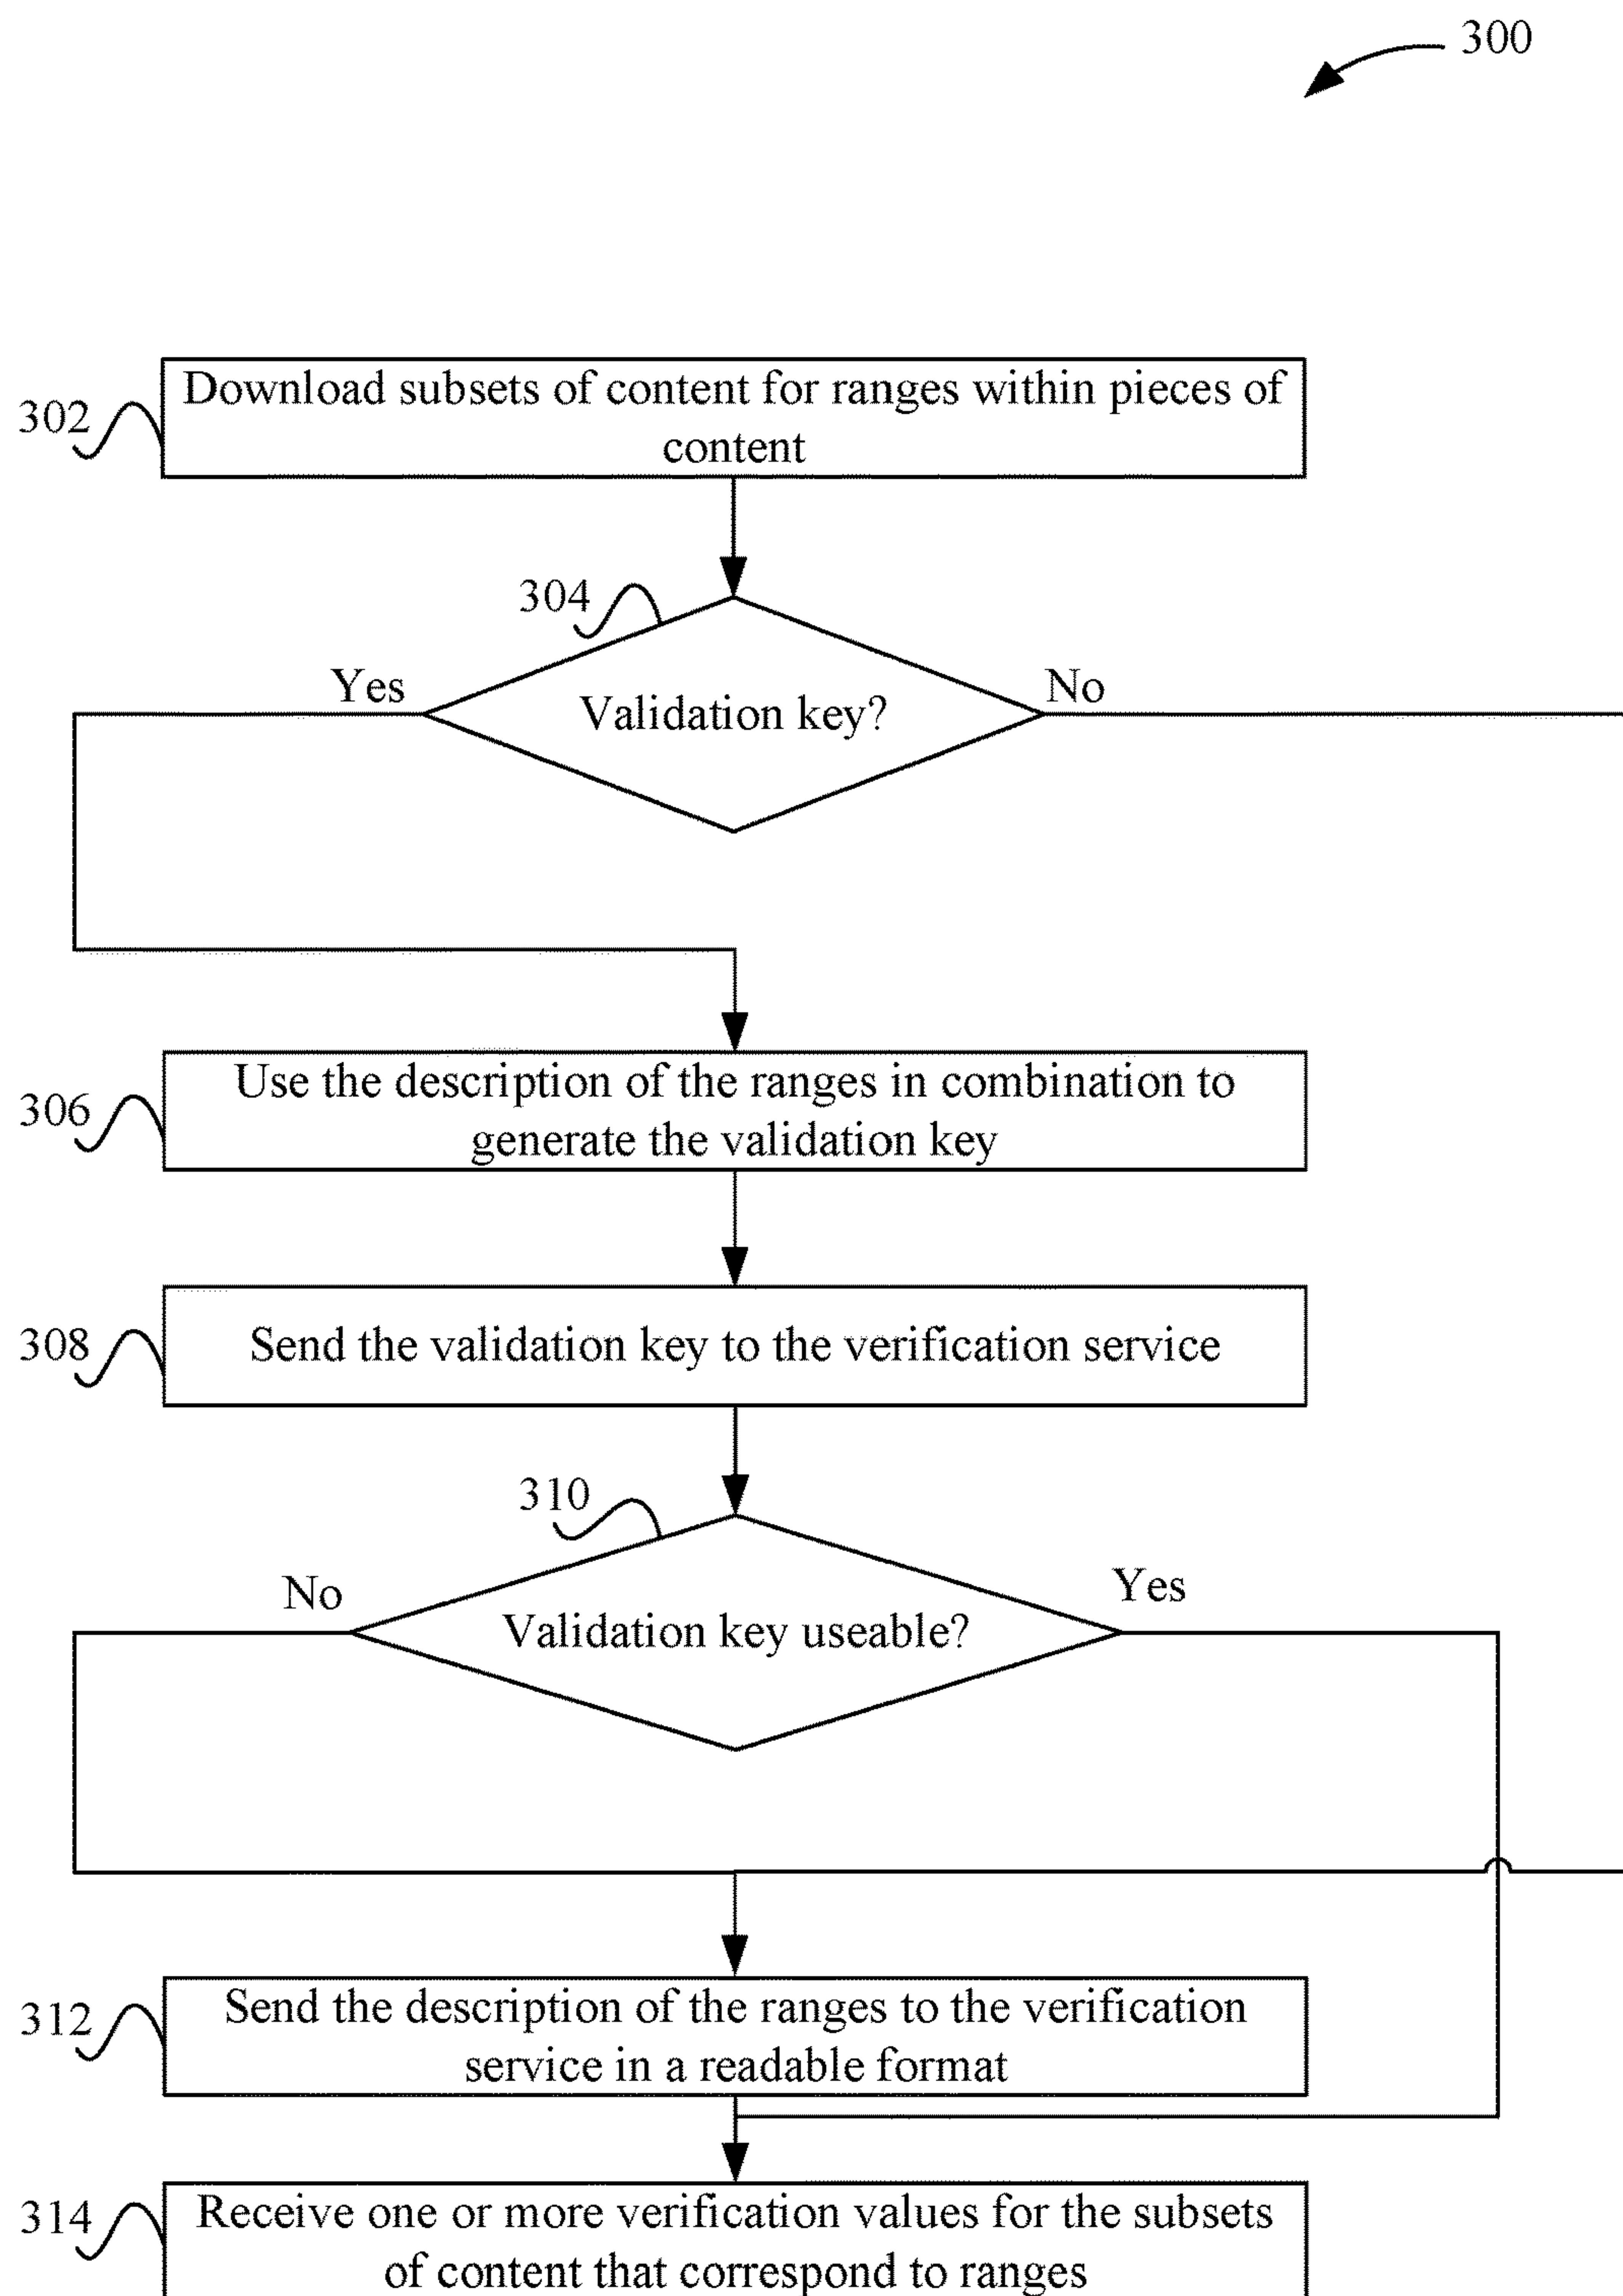 300
302
Download subsets of content for ranges within pieces of
content
304
Yes
No
Validation key?
306
Use the description of the ranges in combination to
generate the validation key
308
Send the validation key to the verification service
310
No
Yes
Validation key useable?
312
Send the description of the ranges to the verification
service in a readable format
314
Receive one or more verification values for the subsets
of content that correspond to ranges